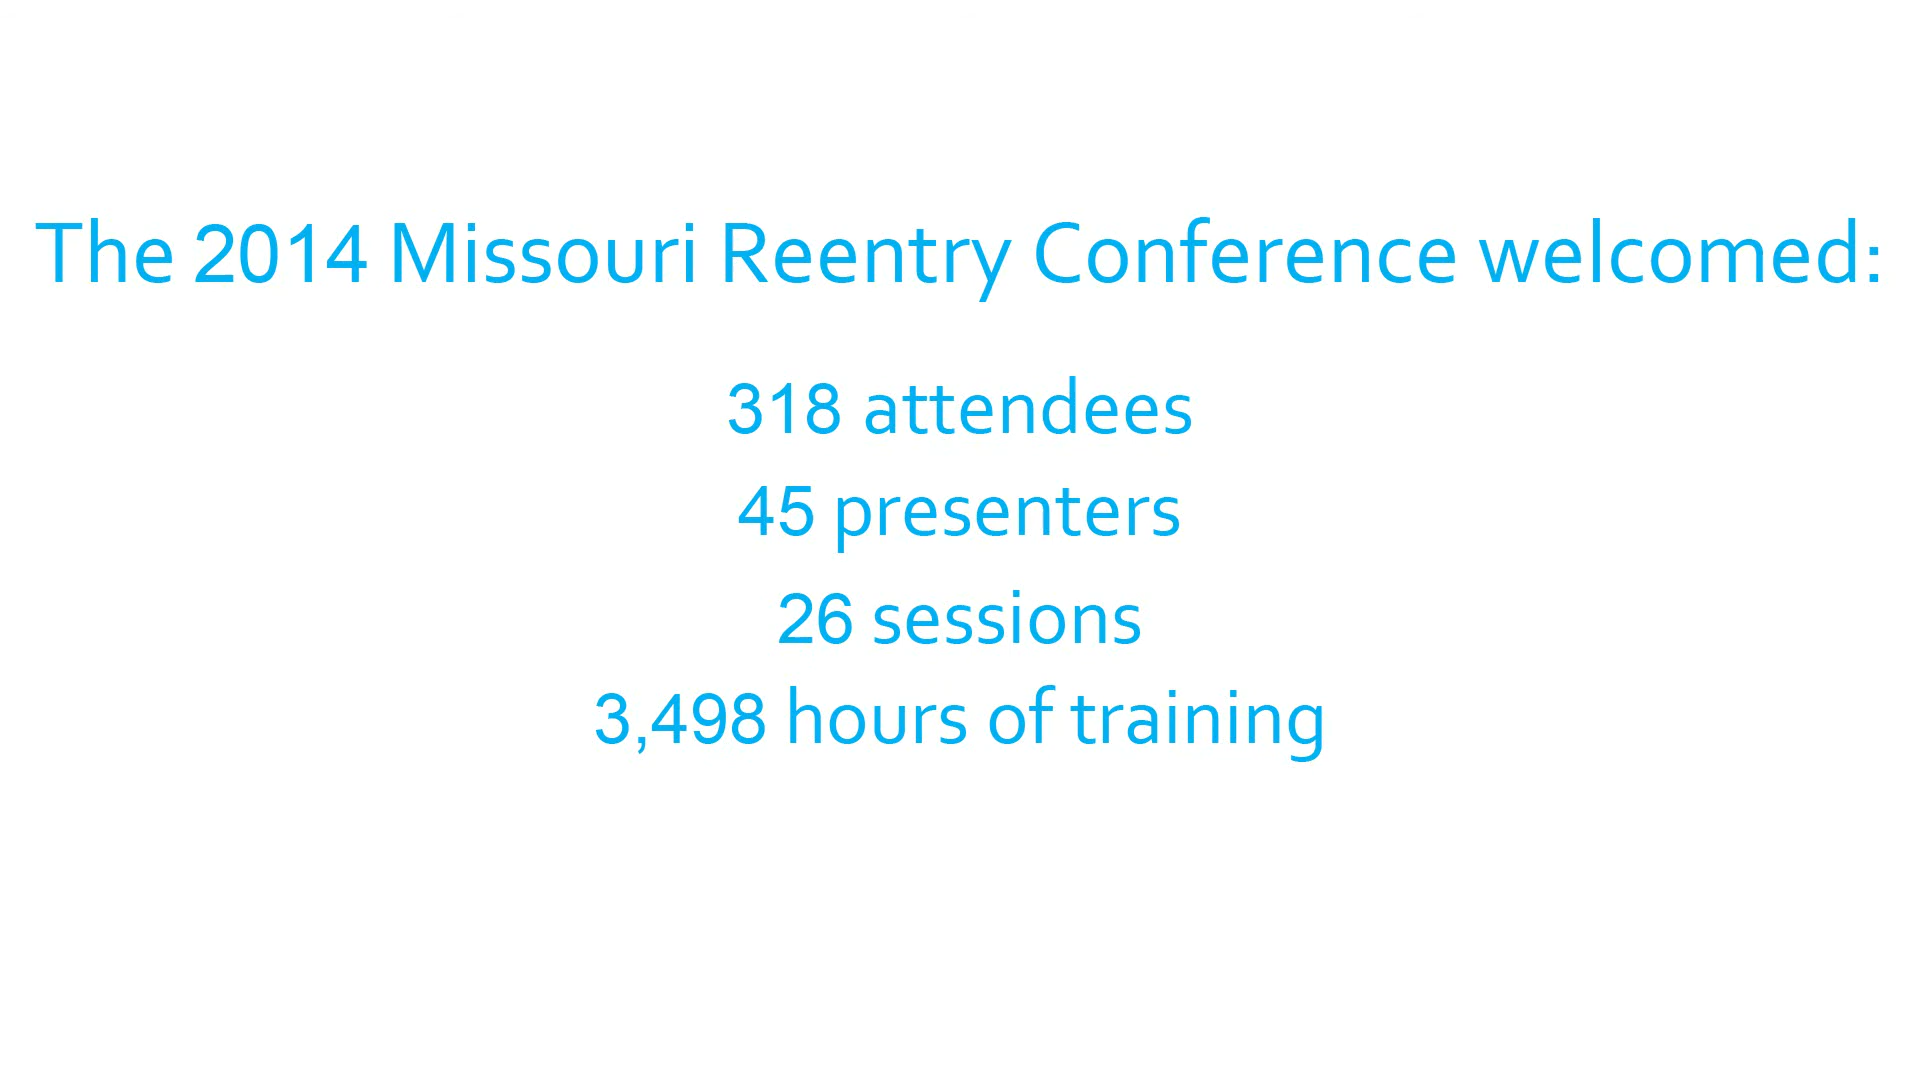 The 2014 Missouri Reentry Conference welcomed:
318 attendees
45 presenters
26 sessions
3,498 hours of training